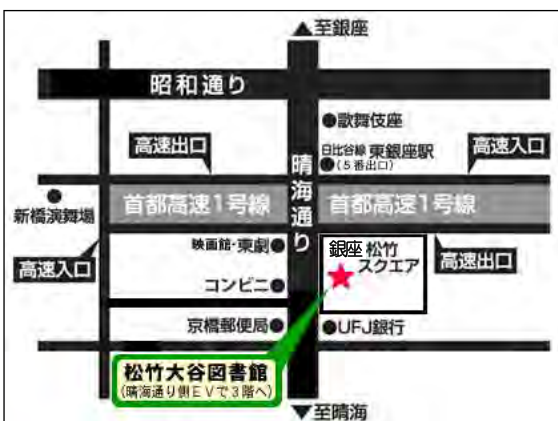 ▲至銀座
昭和通り
●歌舞伎座
高速出口
日比谷線 東銀座駅
●(5番出口)
高速入口
晴海通り
首都高速1号線
首都高速1号線
新橋演舞場
映画館・東劇●
銀座 松竹
スクエア
高速入口
高速出口
コンビニ●
京橋郵便局●
●UFJ銀行
松竹大谷図書館
(晴海通り側EVで3階へ)
▼至晴海